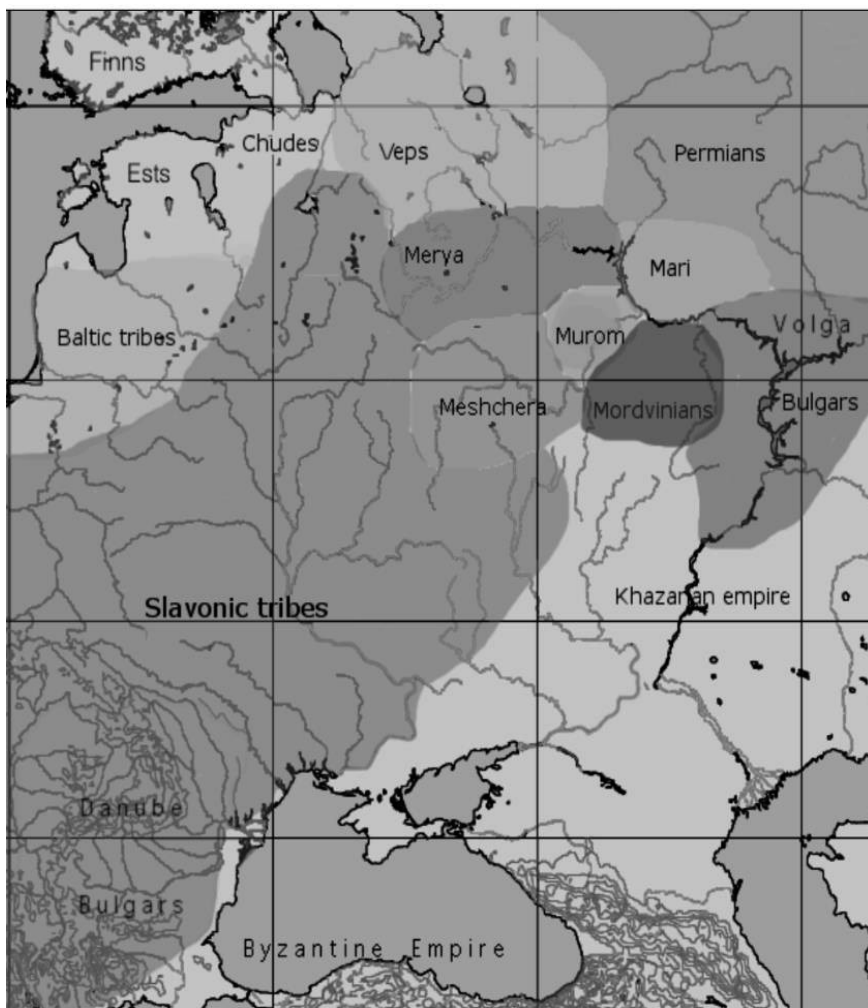 Finns
Chudes
Veps
Permians
Ests
Merya
Mari
Baltic tribes
Murom
Volga
Meshchera
Mordvinians
Bulgars
Khazarian empire
Slavonic tribes
Danube
Bulgars
Byzantine Empire